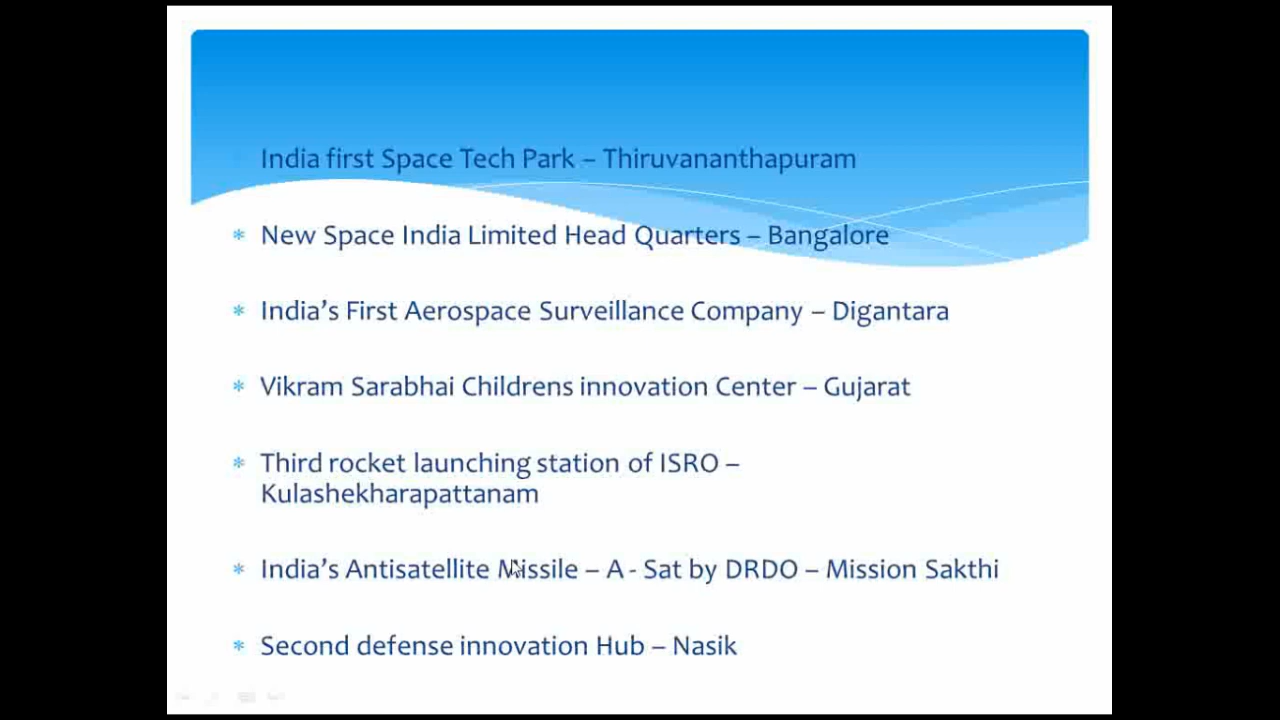 India first Space Tech Park – Thiruvananthapuram
* New Space India Limited Head Quarters – Bangalore
* India’s First Aerospace Surveillance Company – Digantara
* Vikram Sarabhai Childrens innovation Center – Gujarat
* Third rocket launching station of ISRO –
Kulashekharapattanam
* India’s Antisatellite Missile – A - Sat by DRDO – Mission Sakthi
* Second defense innovation Hub – Nasik